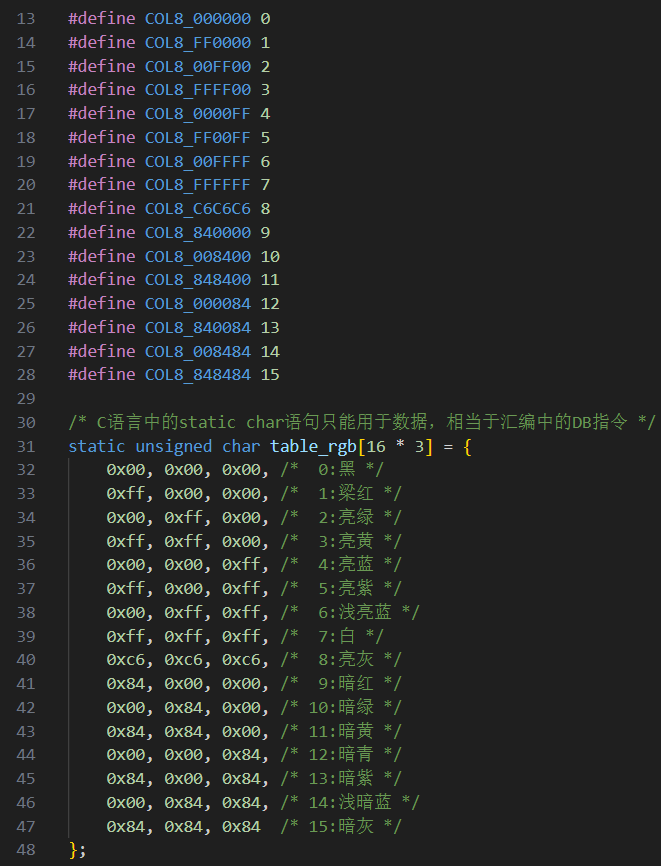 13 #define COL8_000000 0
14 #define COL8_FF0000 1
15 #define COL8_00FF00 2
16 #define COL8_FFFF00 3
17 #define COL8_0000FF 4
18 #define COL8_FF00FF 5
19 #define COL8_00FFFF 6
20 #define COL8_FFFFFF 7
21 #define COL8_C6C6C6 8
22 #define COL8_840000 9
23 #define COL8_008400 10
24 #define COL8_848400 11
25 #define COL8_000084 12
26 #define COL8_840084 13
27 #define COL8_008484 14
28 #define COL8_848484 15
29
30 /* C语言中的static char语句只能用于数据，相当于汇编中的DB指令 */
31 static unsigned char table_rgb[16 * 3] = {
32     0x00, 0x00, 0x00, /*  0:黑 */
33     0xff, 0x00, 0x00, /*  1:梁红 */
34     0x00, 0xff, 0x00, /*  2:亮绿 */
35     0xff, 0xff, 0x00, /*  3:亮黄 */
36     0x00, 0x00, 0xff, /*  4:亮蓝 */
37     0xff, 0x00, 0xff, /*  5:亮紫 */
38     0x00, 0xff, 0xff, /*  6:浅亮蓝 */
39     0xff, 0xff, 0xff, /*  7:白 */
40     0xc6, 0xc6, 0xc6, /*  8:亮灰 */
41     0x84, 0x00, 0x00, /*  9:暗红 */
42     0x00, 0x84, 0x00, /* 10:暗绿 */
43     0x84, 0x84, 0x00, /* 11:暗黄 */
44     0x00, 0x00, 0x84, /* 12:暗青 */
45     0x84, 0x00, 0x84, /* 13:暗紫 */
46     0x00, 0x84, 0x84, /* 14:浅暗蓝 */
47     0x84, 0x84, 0x84  /* 15:暗灰 */
48 };